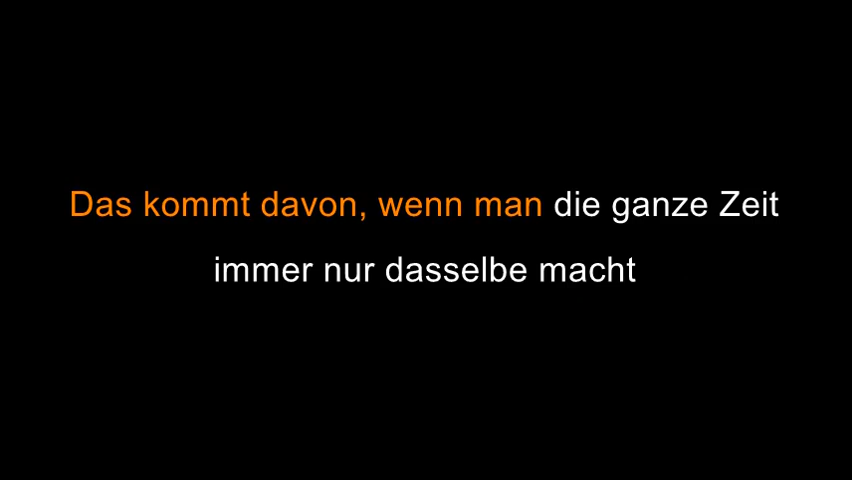 Das kommt davon, wenn man die ganze Zeit
immer nur dasselbe macht